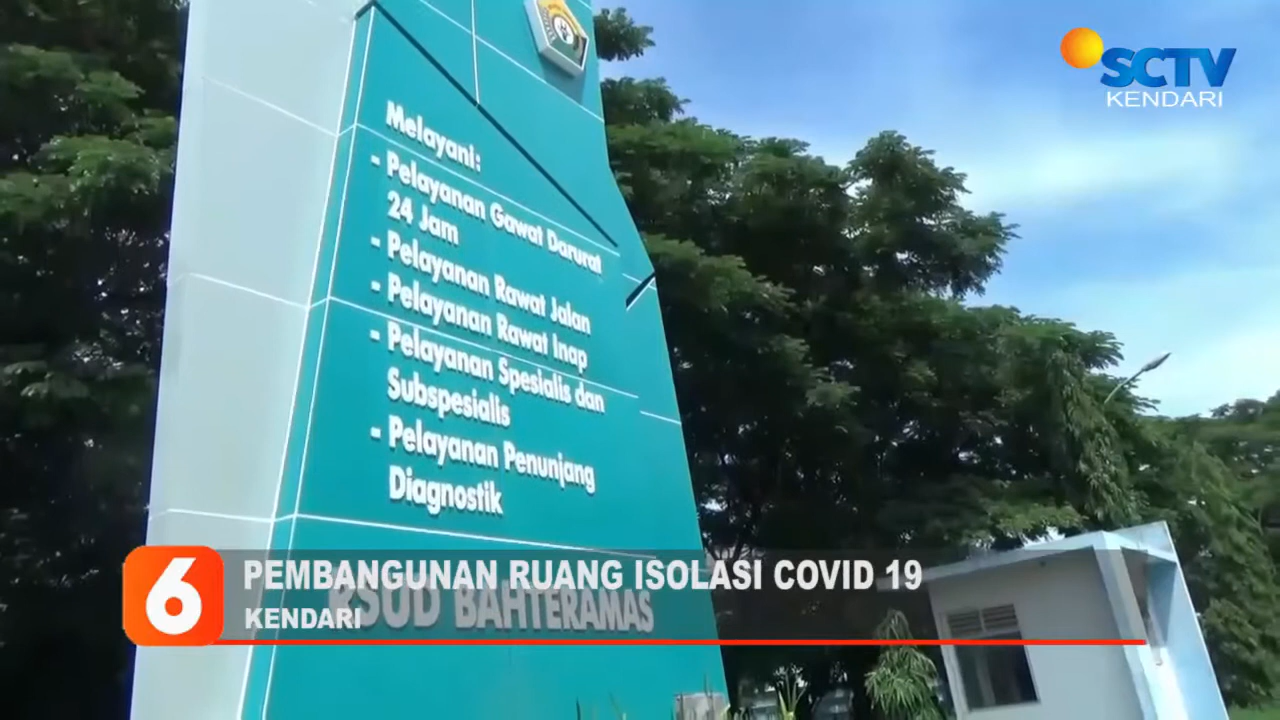 SCTV
KENDARI
Melayani:
- Pelayanan Gawat Darurat
24 Jam
- Pelayanan Rawat Jalan
- Pelayanan Rawat Inap
- Pelayanan Spesialis dan
Subspesialis
- Pelayanan Penunjang
Diagnostik
RSUD BAHTERAMAS
6 PEMBANGUNAN RUANG ISOLASI COVID 19
KENDARI